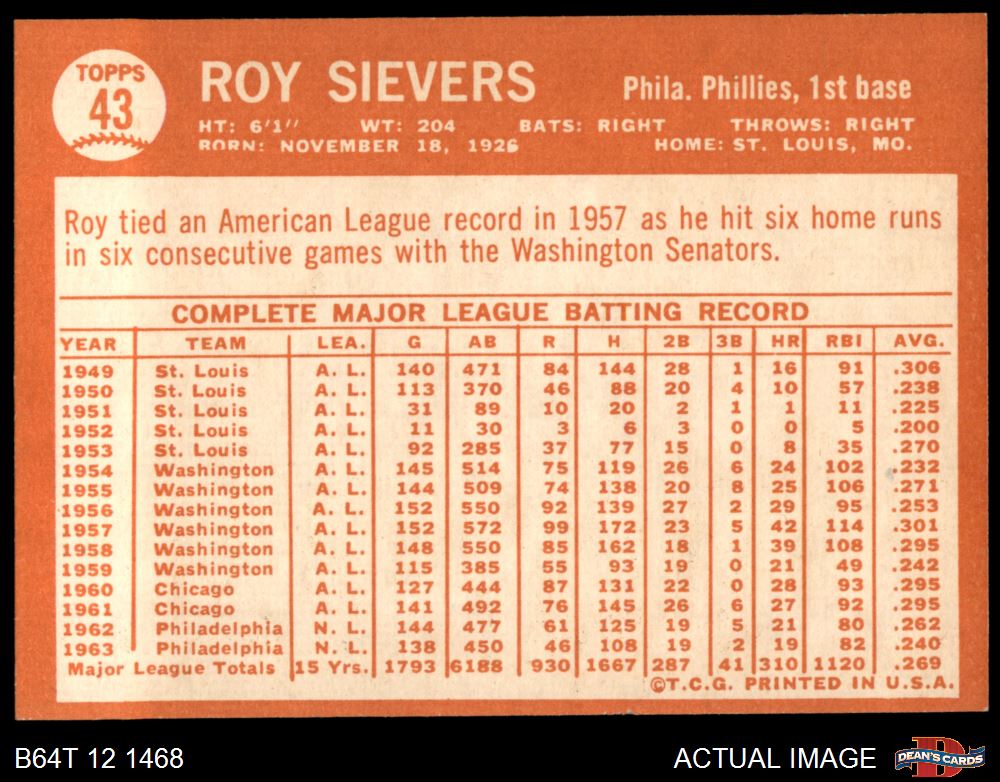 TOPPS
43
ROY SIEVERS
Phila. Phillies, 1st base
HT: 6'1" WT: 204 BATS: RIGHT THROWS: RIGHT
BORN: NOVEMBER 18, 1926 HOME: ST. LOUIS, MO.
Roy tied an American League record in 1957 as he hit six home runs
in six consecutive games with the Washington Senators.
COMPLETE MAJOR LEAGUE BATTING RECORD
YEAR TEAM LEA. G AB R H 2B 3B HR RBI AVG.
1949 St. Louis A. L. 140 471 84 144 28 1 16 91 .306
1950 St. Louis A. L. 113 370 46 88 20 4 10 57 .238
1951 St. Louis A. L. 31 89 10 20 2 1 1 11 .225
1952 St. Louis A. L. 11 30 3 6 3 0 0 5 .200
1953 St. Louis A. L. 92 285 37 77 15 0 8 35 .270
1954 Washington A. L. 145 514 75 119 26 6 24 102 .232
1955 Washington A. L. 144 509 74 138 20 8 25 106 .271
1956 Washington A. L. 152 550 92 139 27 2 29 95 .253
1957 Washington A. L. 152 572 99 172 23 5 42 114 .301
1958 Washington A. L. 148 550 85 162 18 1 39 108 .295
1959 Washington A. L. 115 385 55 93 19 0 21 49 .242
1960 Chicago A. L. 127 444 87 131 22 0 28 93 .295
1961 Chicago A. L. 141 492 76 145 26 6 27 92 .295
1962 Philadelphia N. L. 144 477 61 125 19 5 21 80 .262
1963 Philadelphia N. L. 138 450 46 108 19 2 19 82 .240
Major League Totals 15 Yrs. 1793 6188 930 1667 287 41 310 1120 .269
©T.C.G. PRINTED IN U.S.A.
B64T 12 1468
ACTUAL IMAGE
D
DEAN'S CARDS